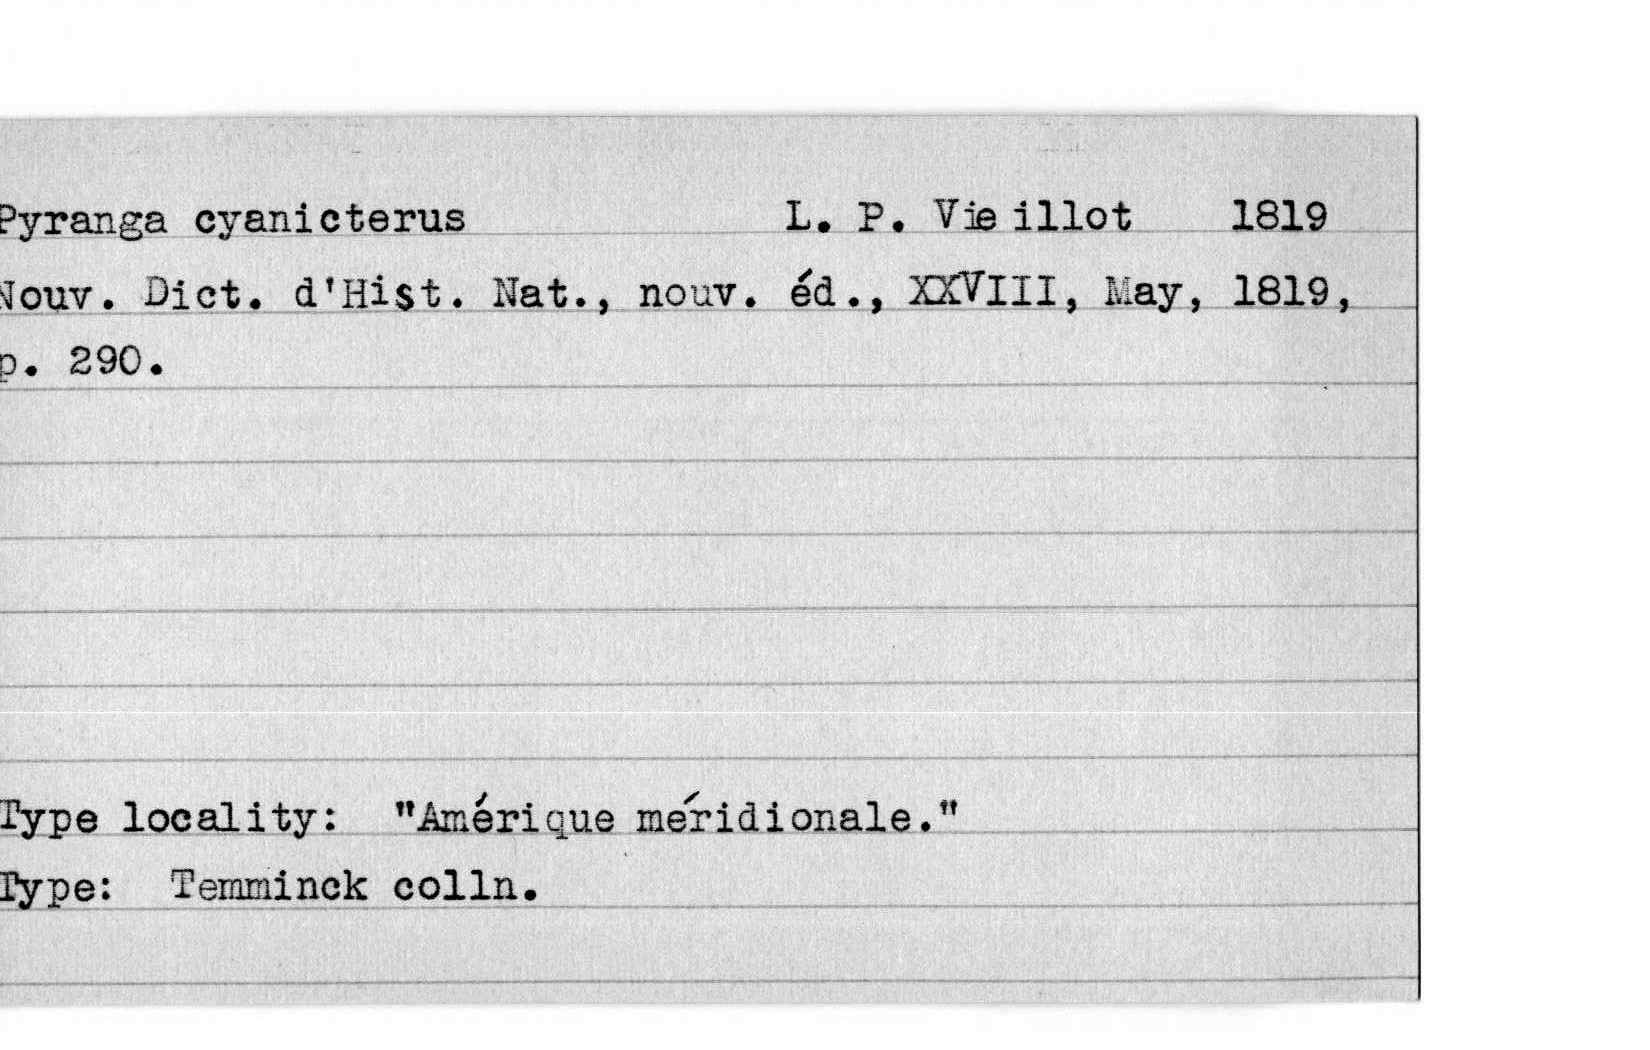 Pyranga cyanicterus L. P. Vieillot 1819
Nouv. Dict. d'Hist. Nat., nouv. éd., XXVIII, May, 1819,
p. 290.
Type locality: "Amérique méridionale."
Type: Temminck colln.